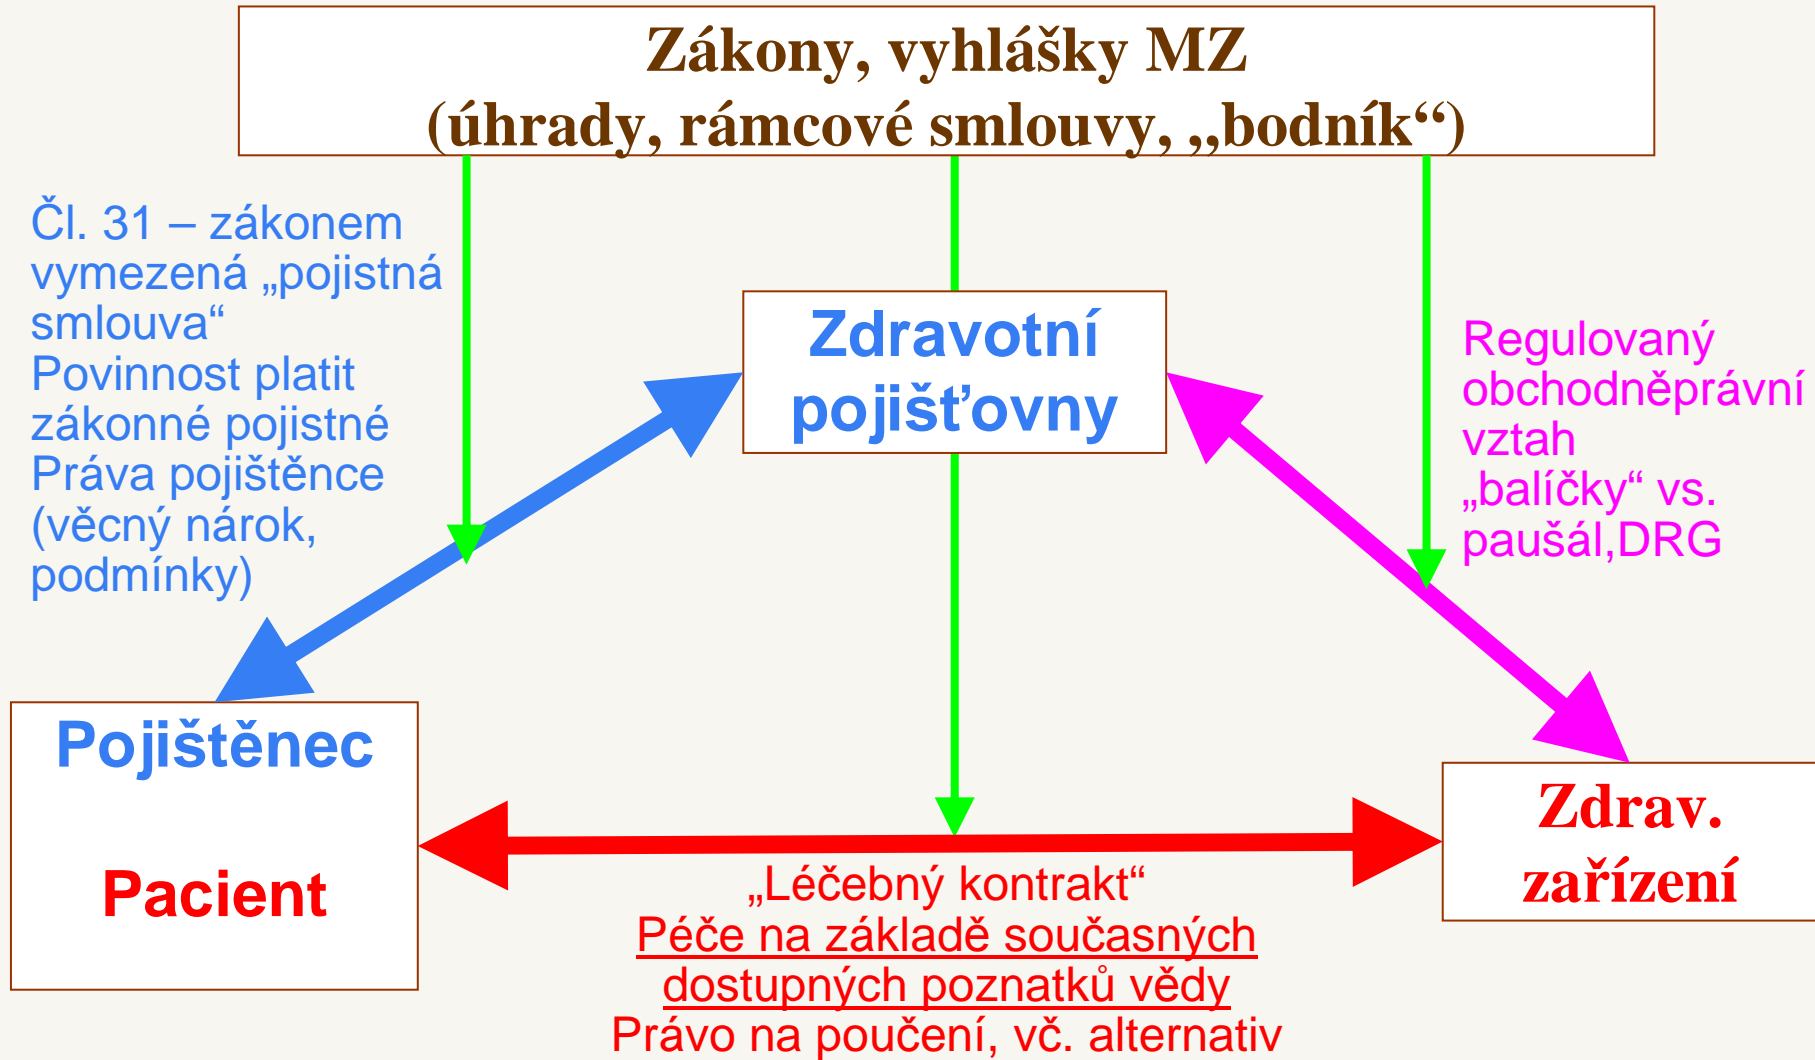 Zákony, vyhlášky MZ
(úhrady, rámcové smlouvy, „bodník“)
Čl. 31 – zákonem
vymezená „pojistná
smlouva“
Povinnost platit
zákonné pojistné
Práva pojištěnce
(věcný nárok,
podmínky)
Zdravotní
pojišťovny
Regulovaný
obchodněprávní
vztah
„balíčky“ vs.
paušál,DRG
Pojištěnec
Pacient
Zdrav.
zařízení
„Léčebný kontrakt“
Péče na základě současných
dostupných poznatků vědy
Právo na poučení, vč. alternativ